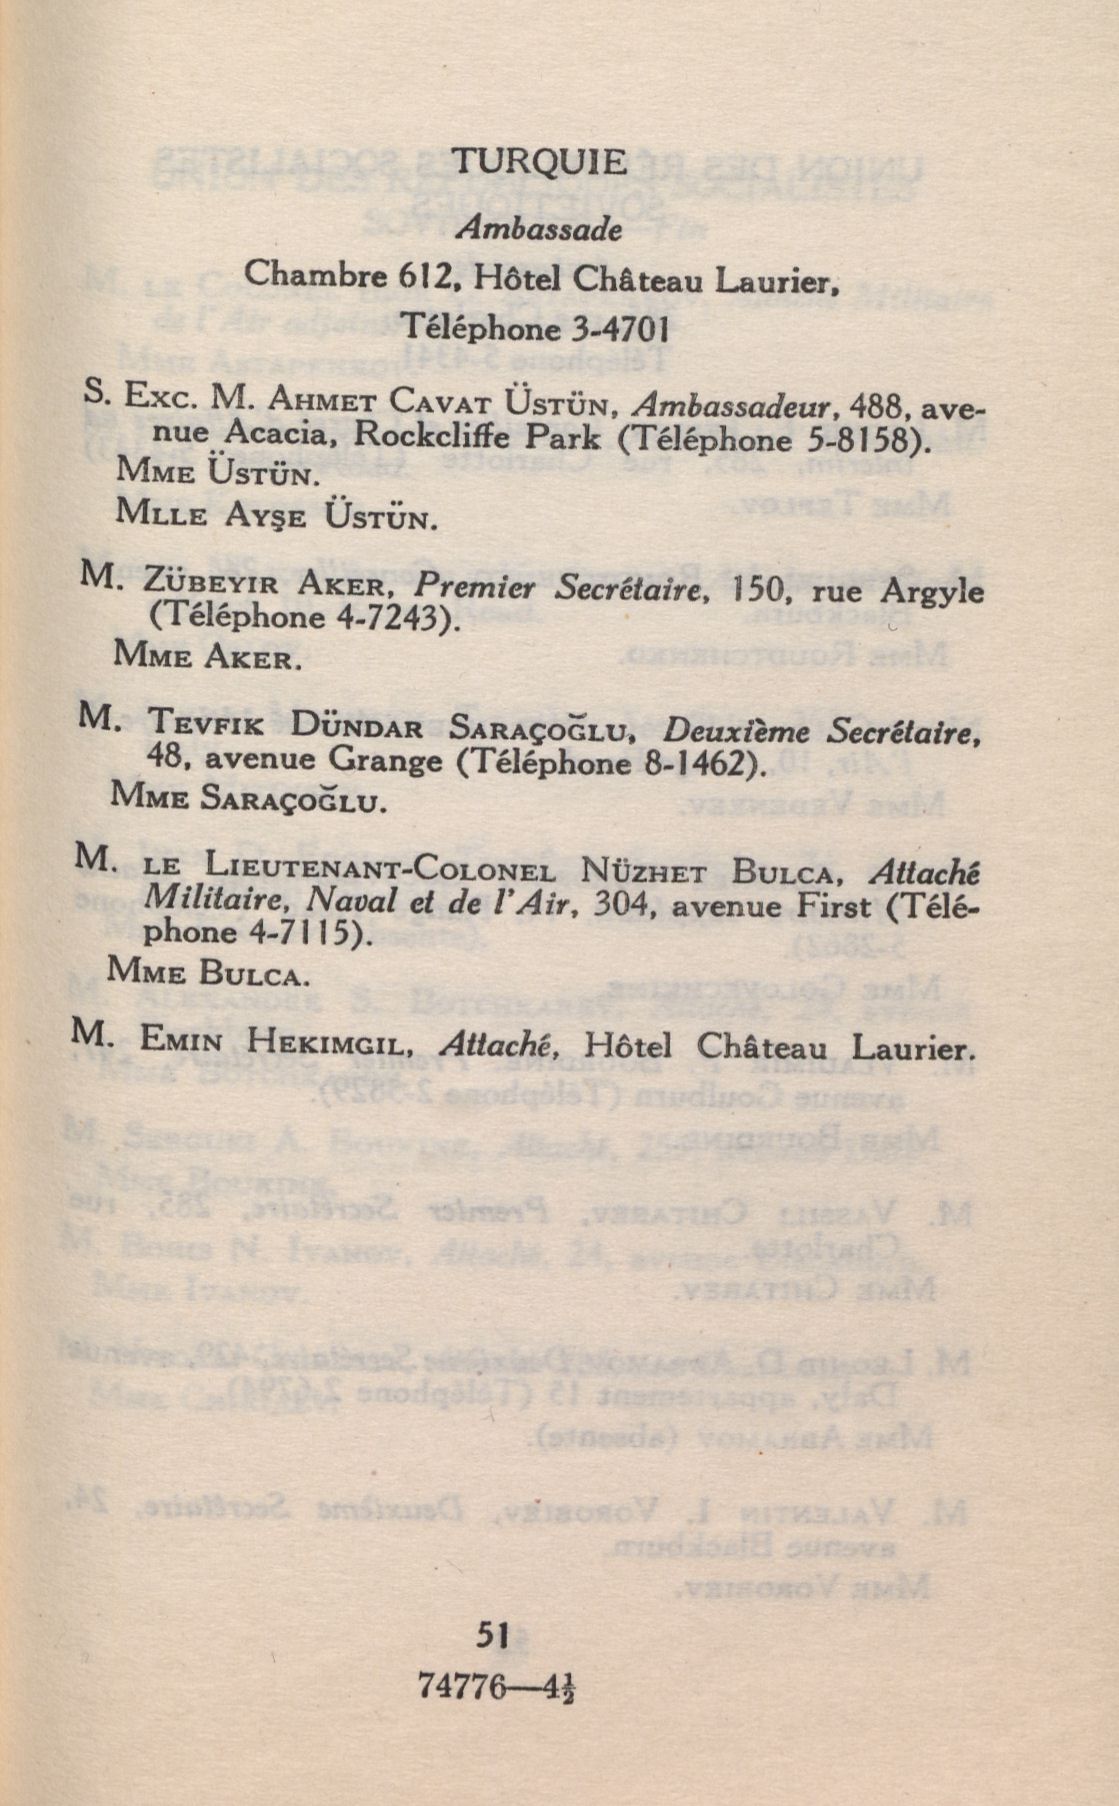 TURQUIE
Ambassade
Chambre 612, Hôtel Château Laurier,
Téléphone 3-4701
S. Exc. M. Ahmet Cavat Üstün, Ambassadeur, 488, ave-
nue Acacia, Rockcliffe Park (Téléphone 5-8158).
Mme Üstün.
Mlle Ayşe Üstün.
M. Zübeyir Aker, Premier Secrétaire, 150, rue Argyle
(Téléphone 4-7243).
Mme Aker.
M. Tevfik Dündar Saraçoğlu, Deuxième Secrétaire,
48, avenue Grange (Téléphone 8-1462).
Mme Saraçoğlu.
M. le Lieutenant-Colonel Nüzhet Bulca, Attaché
Militaire, Naval et de l'Air, 304, avenue First (Télé-
phone 4-7115).
Mme Bulca.
M. Emin Hekimgil, Attaché, Hôtel Château Laurier.
51
74776—4½